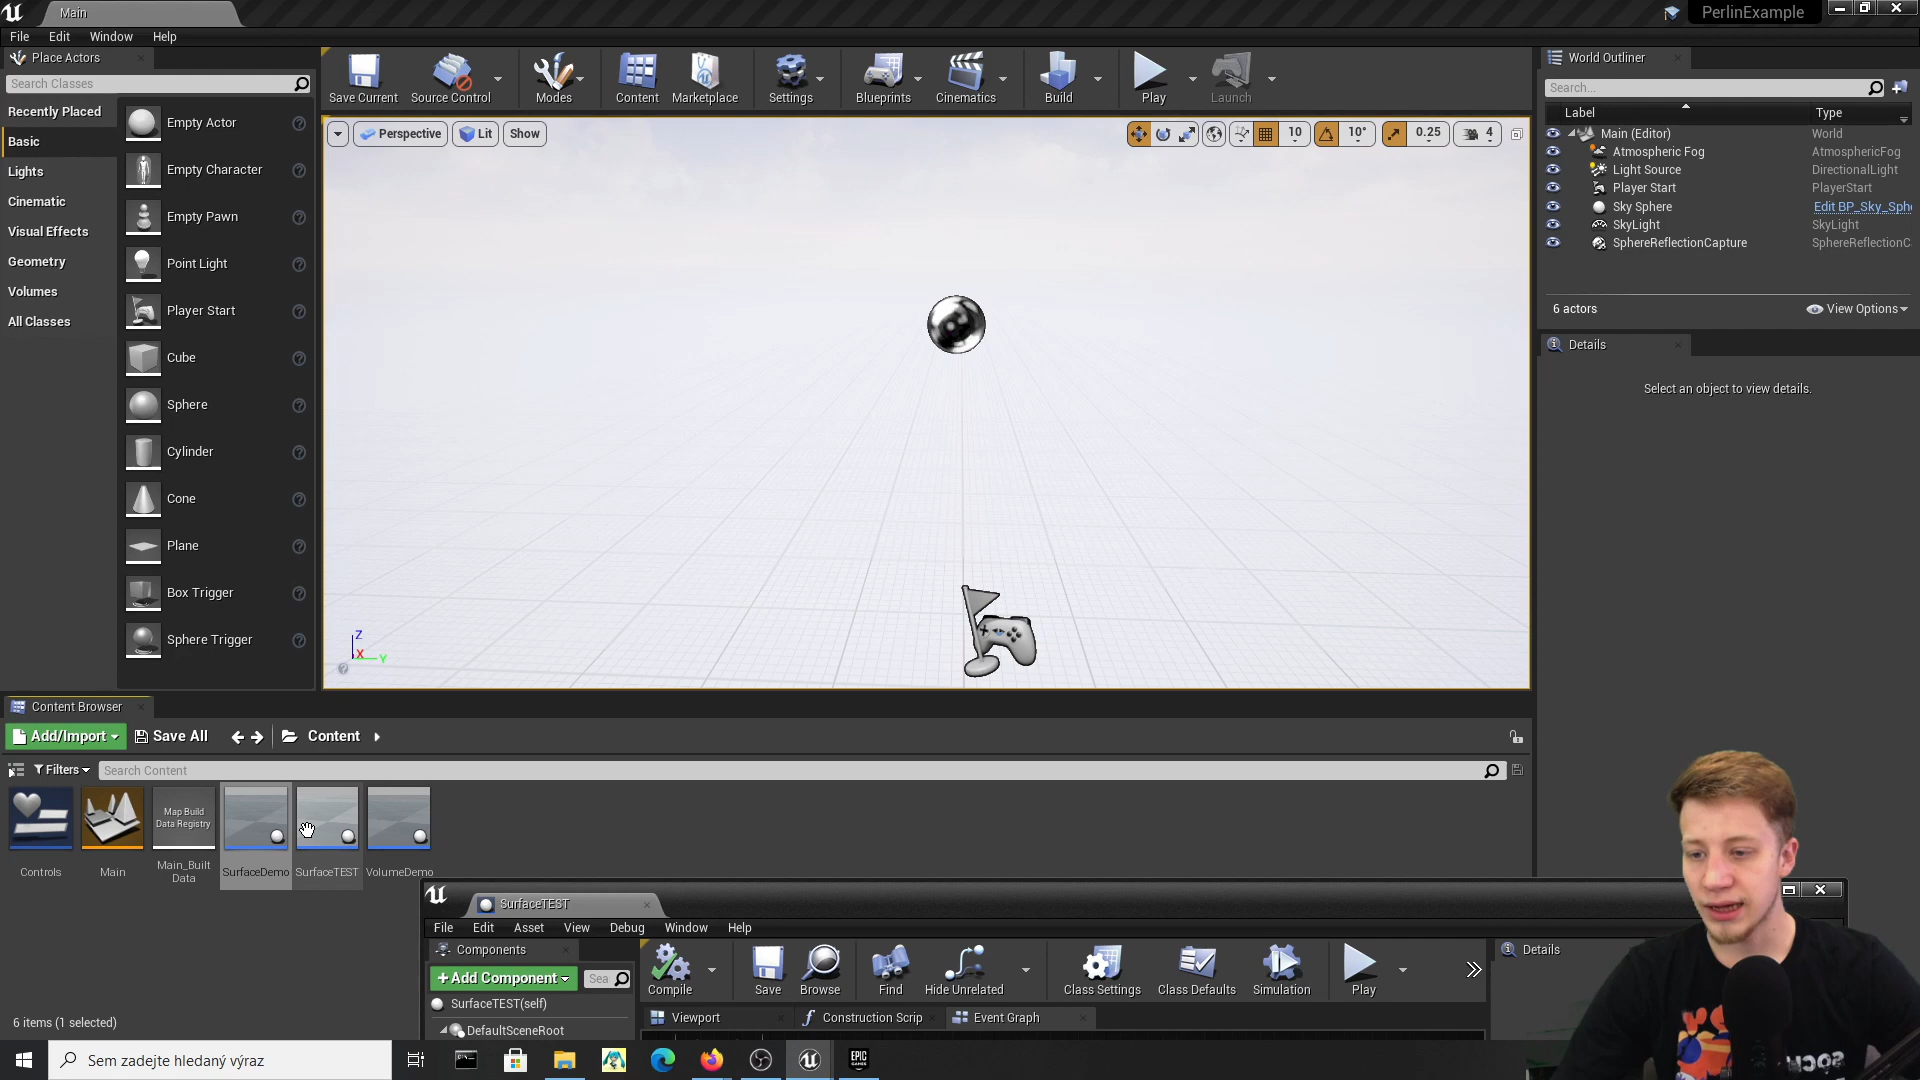 Main
PerlinExample
File Edit Window Help
Place Actors
Search Classes
Recently Placed
Basic
Lights
Cinematic
Visual Effects
Geometry
Volumes
All Classes
Empty Actor
Empty Character
Empty Pawn
Point Light
Player Start
Cube
Sphere
Cylinder
Cone
Plane
Box Trigger
Sphere Trigger
Save Current Source Control Modes Content Marketplace Settings Blueprints Cinematics Build Play Launch
Perspective Lit Show
10 10° 0.25 4
Z
X Y
World Outliner
Search...
Label Type
Main (Editor) World
Atmospheric Fog AtmosphericFog
Light Source DirectionalLight
Player Start PlayerStart
Sky Sphere Edit BP_Sky_Sph
SkyLight SkyLight
SphereReflectionCapture SphereReflectionC
6 actors View Options
Details
Select an object to view details.
Content Browser
Add/Import Save All Content
Filters Search Content
Map Build
Data Registry
Controls
Main
Main_Built
Data
SurfaceDemo
SurfaceTEST
VolumeDemo
6 items (1 selected)
SurfaceTEST
File Edit Asset View Debug Window Help
Components
+Add Component Sea
SurfaceTEST(self)
DefaultSceneRoot
Compile Save Browse Find Hide Unrelated Class Settings Class Defaults Simulation Play
Details
Viewport Construction Scrip Event Graph
Sem zadejte hledaný výraz
EPIC
GAMES